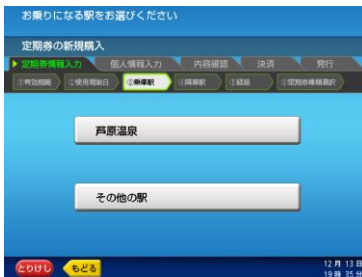 お乗りになる駅をお選びください
定期券の新規購入
定期券情報入力 個人情報入力 内容確認 決済 発行
①有効期間 ②使用開始日 ③乗車駅 ④降車駅 ⑤経路 ⑥定期券種類選択
芦原温泉
その他の駅
とりけし もどる
12月 13日
19時 35分